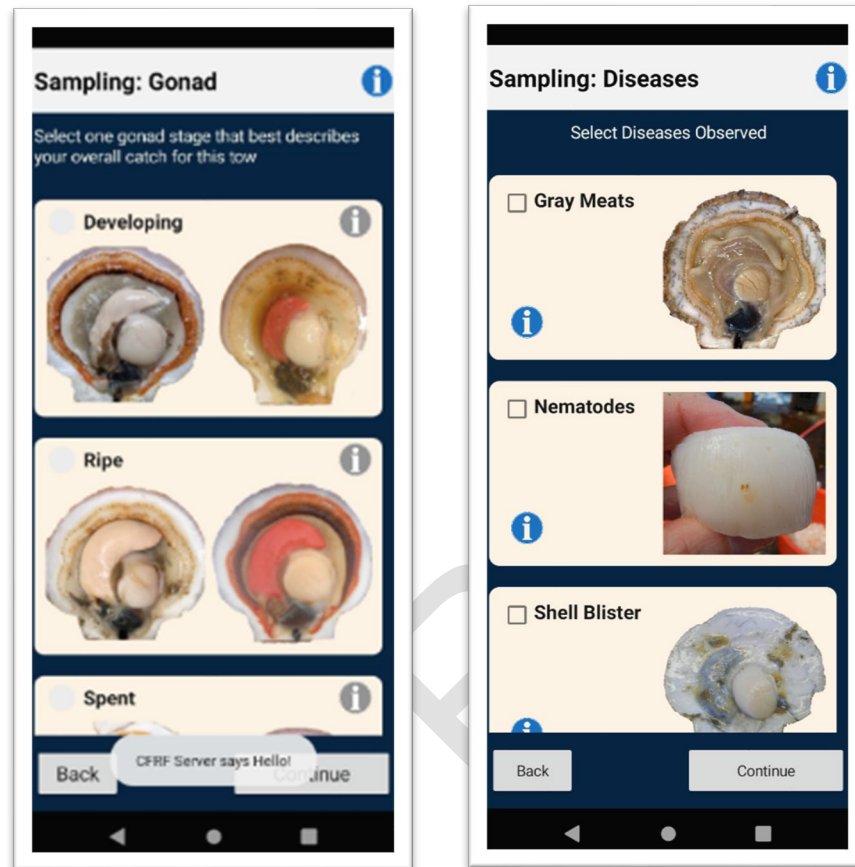 Sampling: Gonad
Select one gonad stage that best describes
your overall catch for this tow
Developing
Ripe
Spent
Back
CFRF Server says Hello!
Sampling: Diseases
Select Diseases Observed
Gray Meats
Nematodes
Shell Blister
Back
Continue